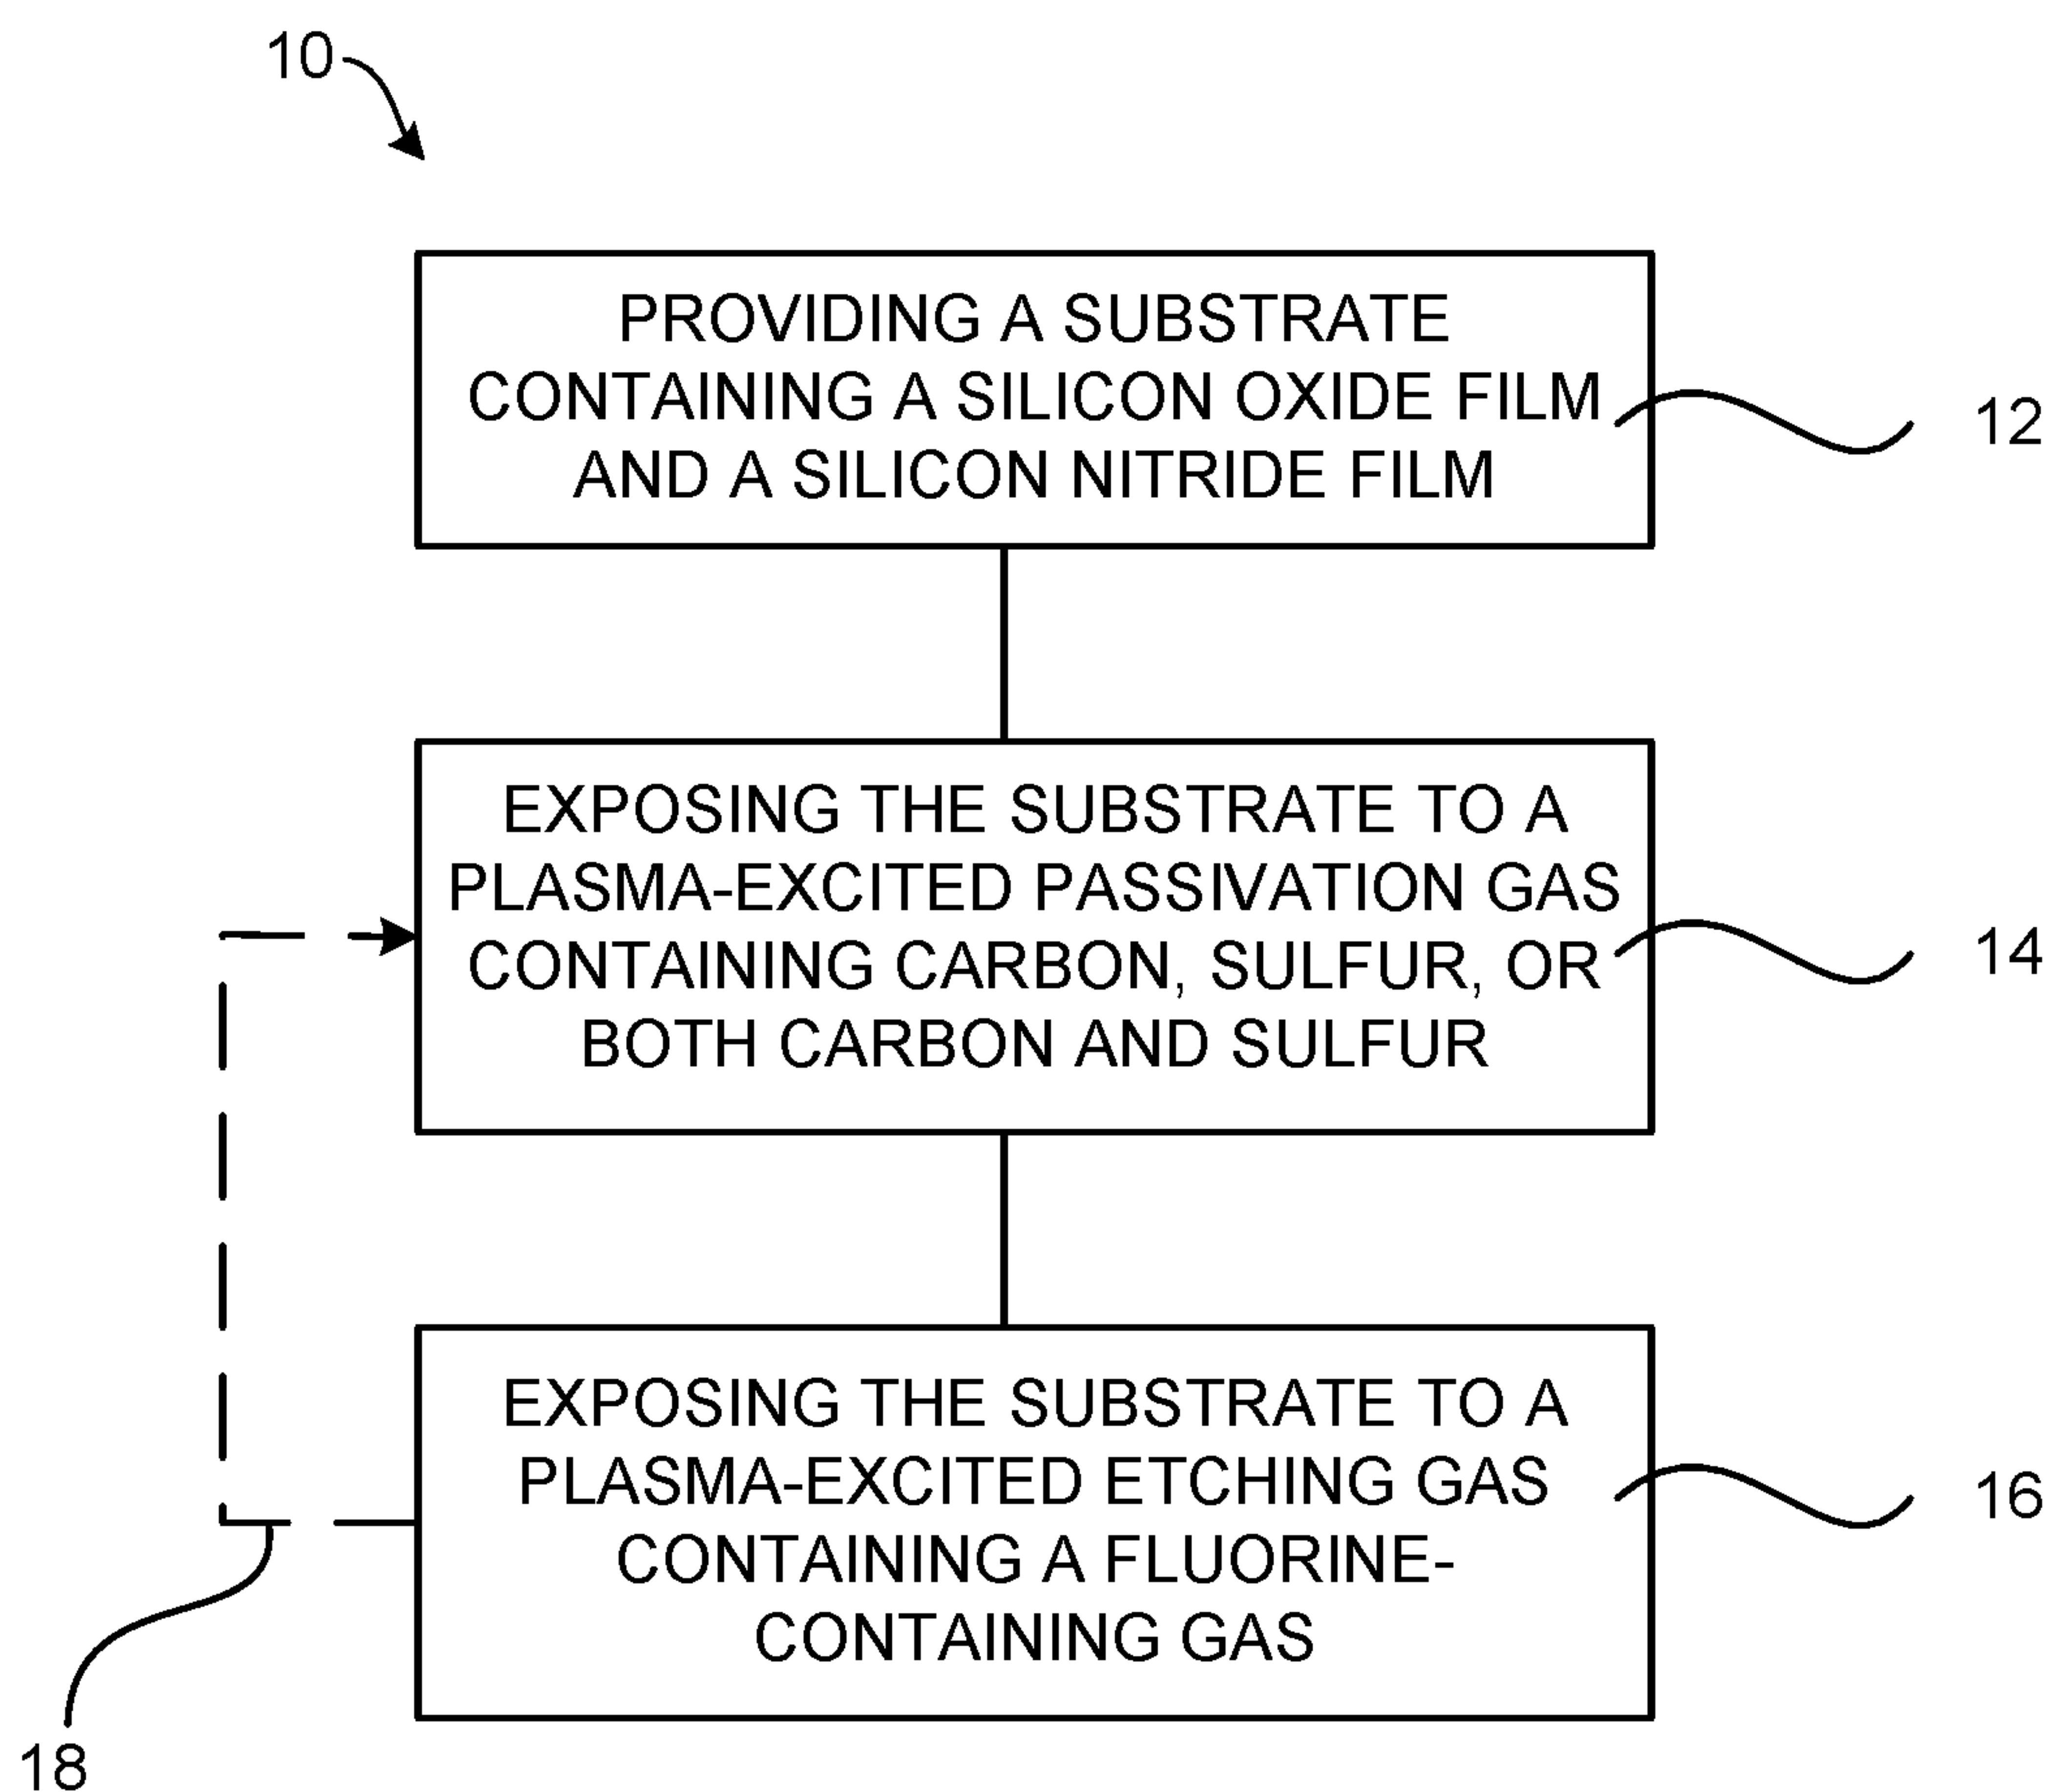 10
PROVIDING A SUBSTRATE
CONTAINING A SILICON OXIDE FILM
AND A SILICON NITRIDE FILM
12
EXPOSING THE SUBSTRATE TO A
PLASMA-EXCITED PASSIVATION GAS
CONTAINING CARBON, SULFUR, OR
BOTH CARBON AND SULFUR
14
EXPOSING THE SUBSTRATE TO A
PLASMA-EXCITED ETCHING GAS
CONTAINING A FLUORINE-
CONTAINING GAS
16
18